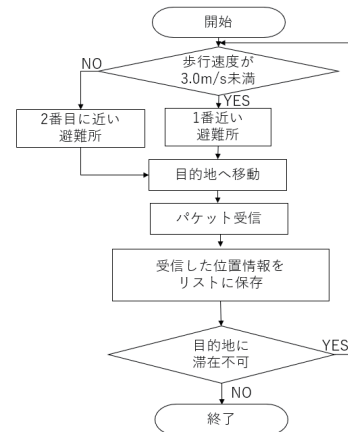 開始
歩行速度が
3.0m/s未満
NO
YES
2番目に近い
避難所
1番近い
避難所
目的地へ移動
パケット受信
受信した位置情報を
リストに保存
目的地に
滞在不可
YES
NO
終了